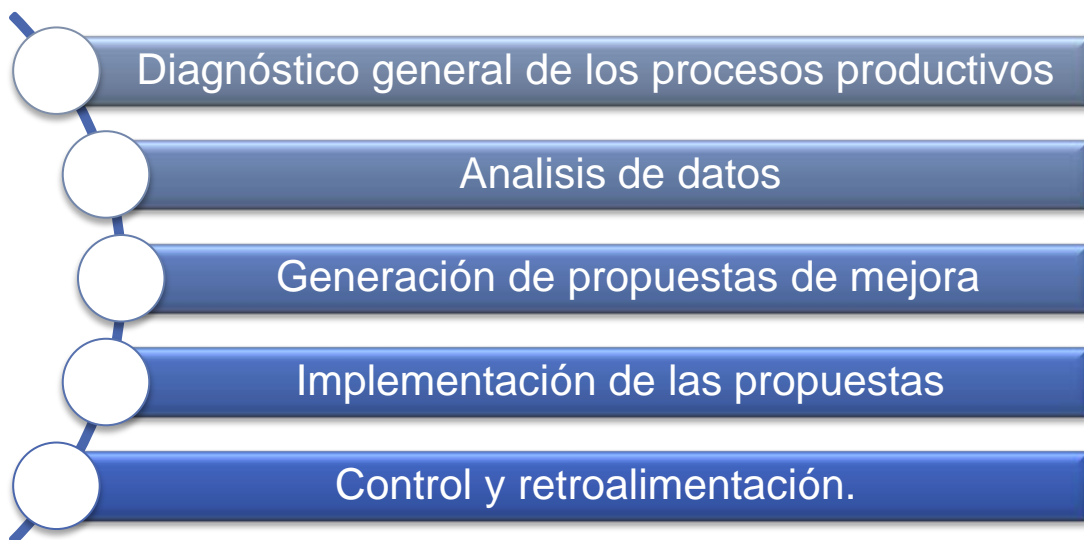 Diagnóstico general de los procesos productivos
Analisis de datos
Generación de propuestas de mejora
Implementación de las propuestas
Control y retroalimentación.